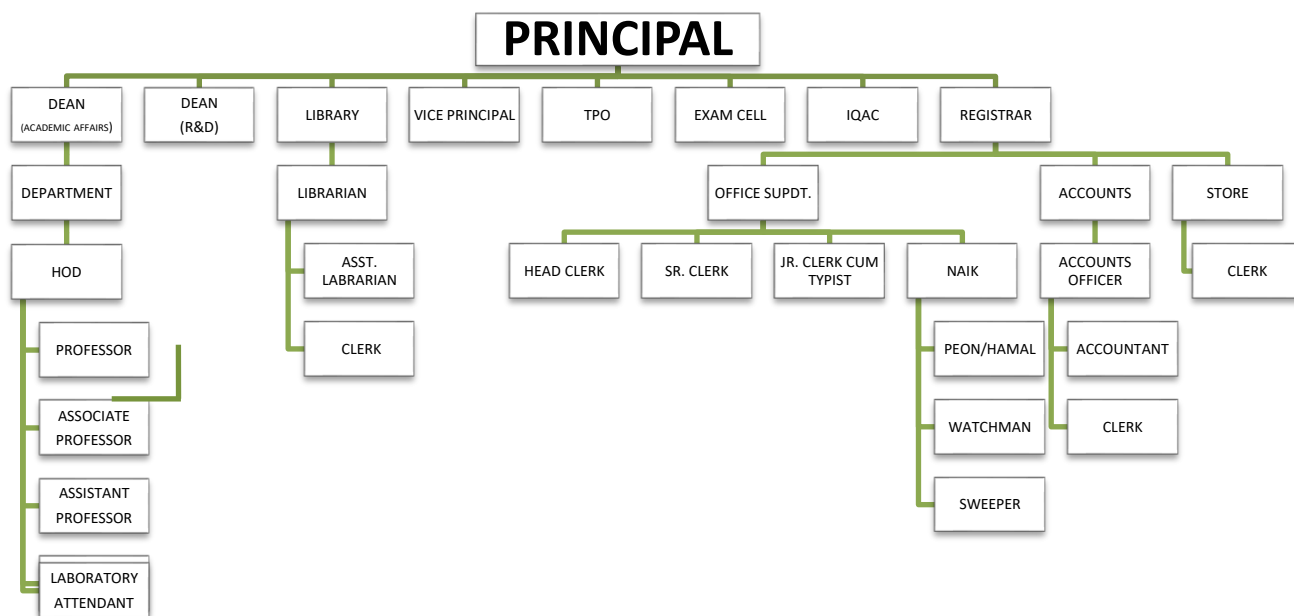 PRINCIPAL
DEAN
(ACADEMIC AFFAIRS)
DEAN
(R&D)
LIBRARY
VICE PRINCIPAL
TPO
EXAM CELL
IQAC
REGISTRAR
DEPARTMENT
LIBRARIAN
OFFICE SUPDT.
ACCOUNTS
STORE
HOD
ASST.
LABRARIAN
HEAD CLERK
SR. CLERK
JR. CLERK CUM
TYPIST
NAIK
ACCOUNTS
OFFICER
CLERK
PROFESSOR
CLERK
PEON/HAMAL
ACCOUNTANT
ASSOCIATE
PROFESSOR
WATCHMAN
CLERK
ASSISTANT
PROFESSOR
SWEEPER
LABORATORY
ATTENDANT